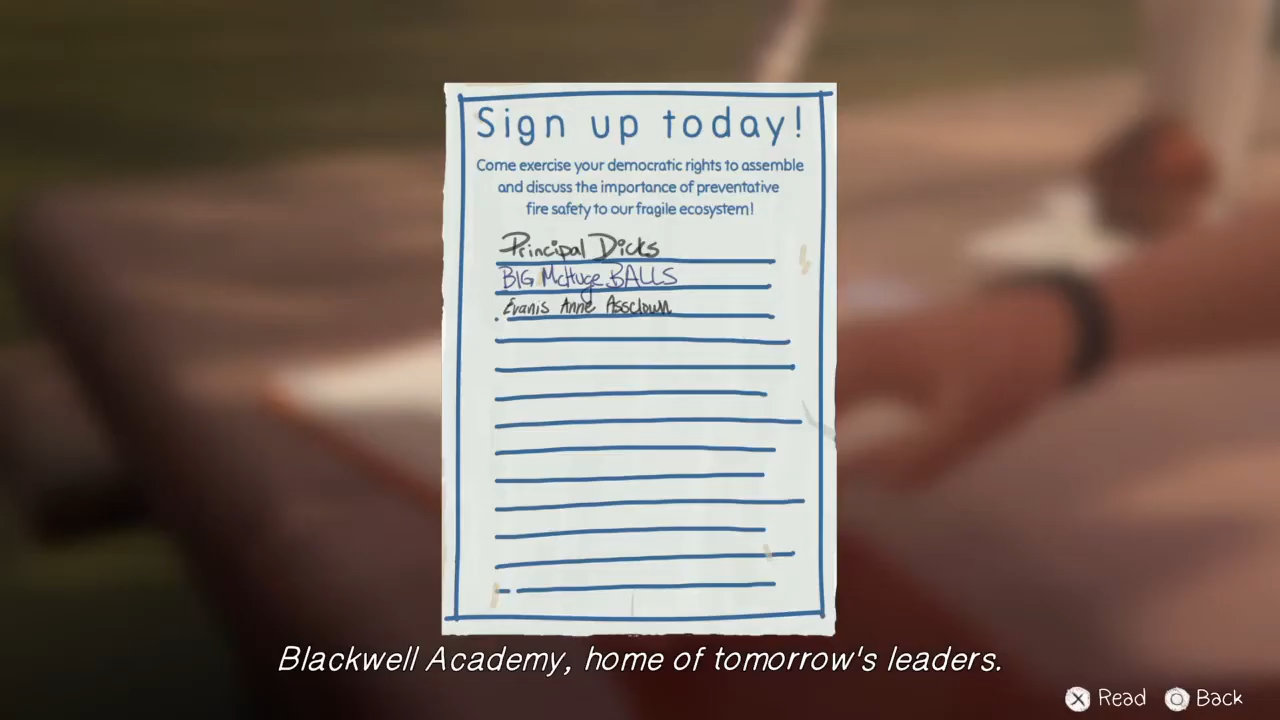 Sign up today!
Come exercise your democratic rights to assemble
and discuss the importance of preventative
fire safety to our fragile ecosystem!
Principal Dicks
BIG McHuge BALLS
Evanis Anne Assclown
Blackwell Academy, home of tomorrow's leaders.
Read Back